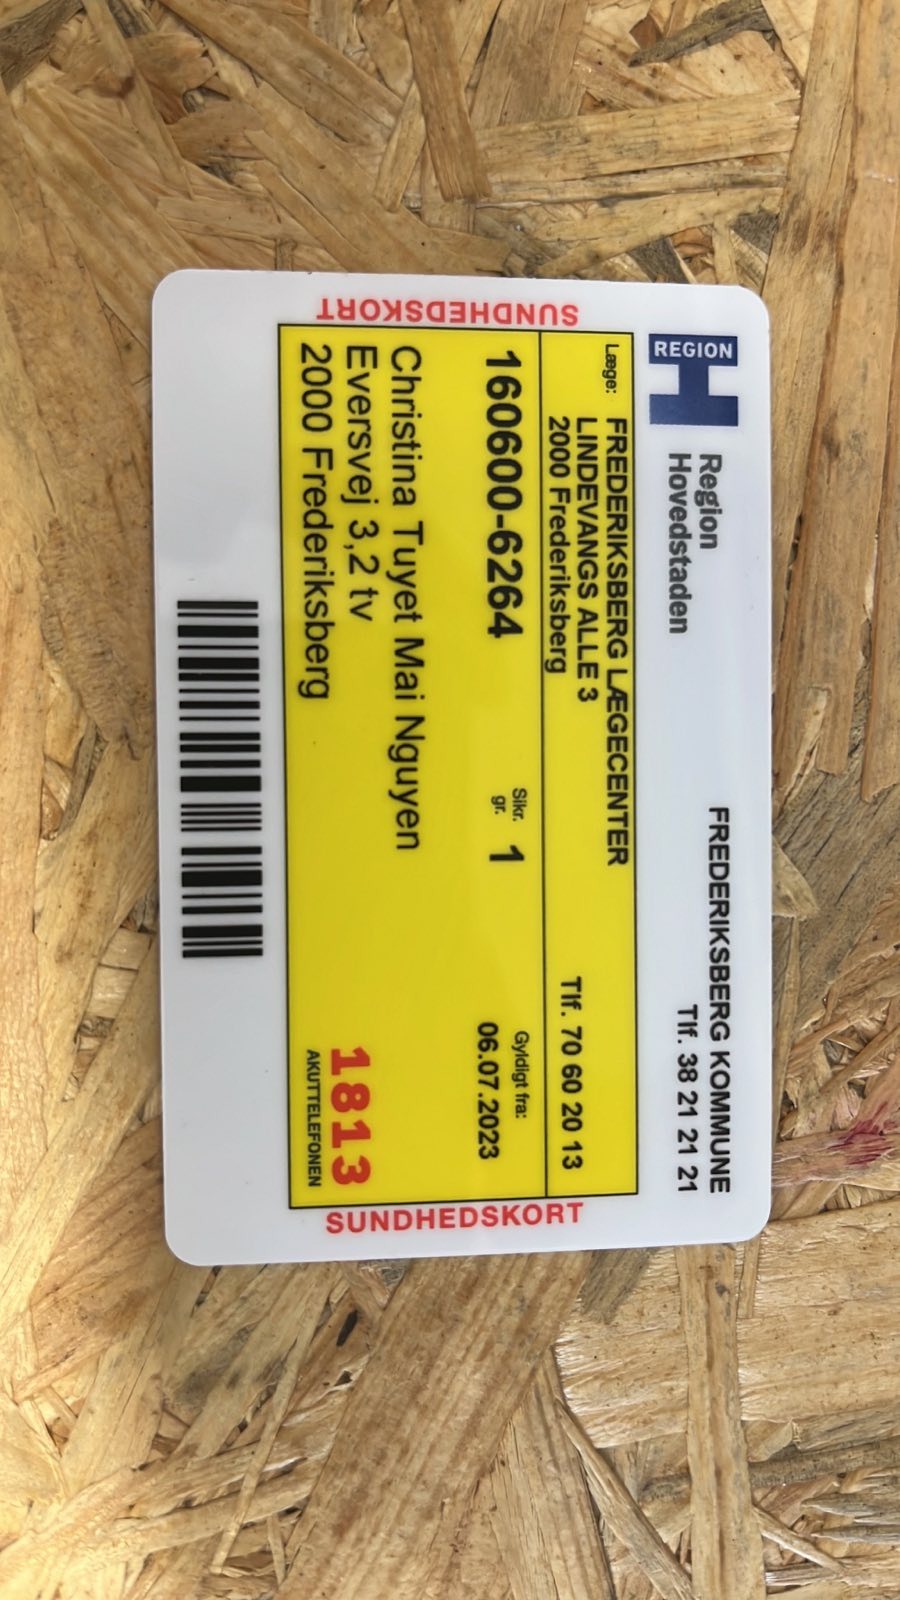 SUNDHEDSKORT
REGION
H
Region
Hovedstaden
FREDERIKSBERG KOMMUNE
Tlf. 38 21 21 21
Læge:
FREDERIKSBERG LÆGECENTER
LINDEVANGS ALLE 3
2000 Frederiksberg
Tlf. 70 60 20 13
160600-6264
Sikr.
gr. 1
Gyldigt fra:
06.07.2023
Christina Tuyet Mai Nguyen
Eversvej 3,2 tv
2000 Frederiksberg
1813
AKUTTELEFONEN
SUNDHEDSKORT